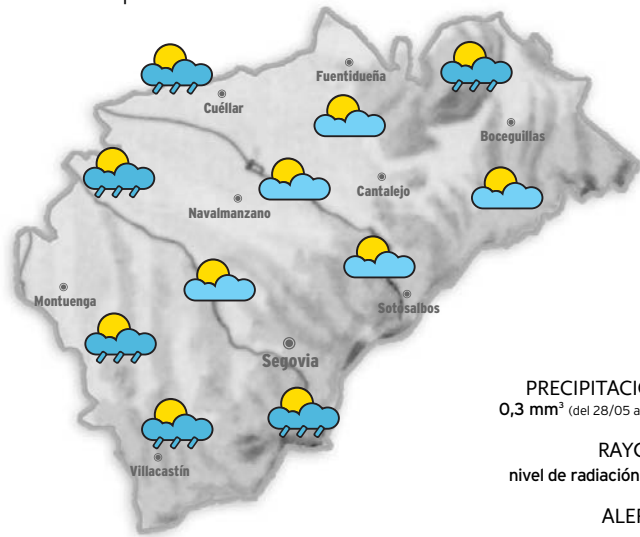 Fuentidueña
Cuéllar
Boceguillas
Cantalejo
Navalmanzano
Montuenga
Sotosalbos
Segovia
PRECIPITACIO
0,3 mm³ (del 28/05 a
RAYO
nivel de radiación
Villacastín
ALER